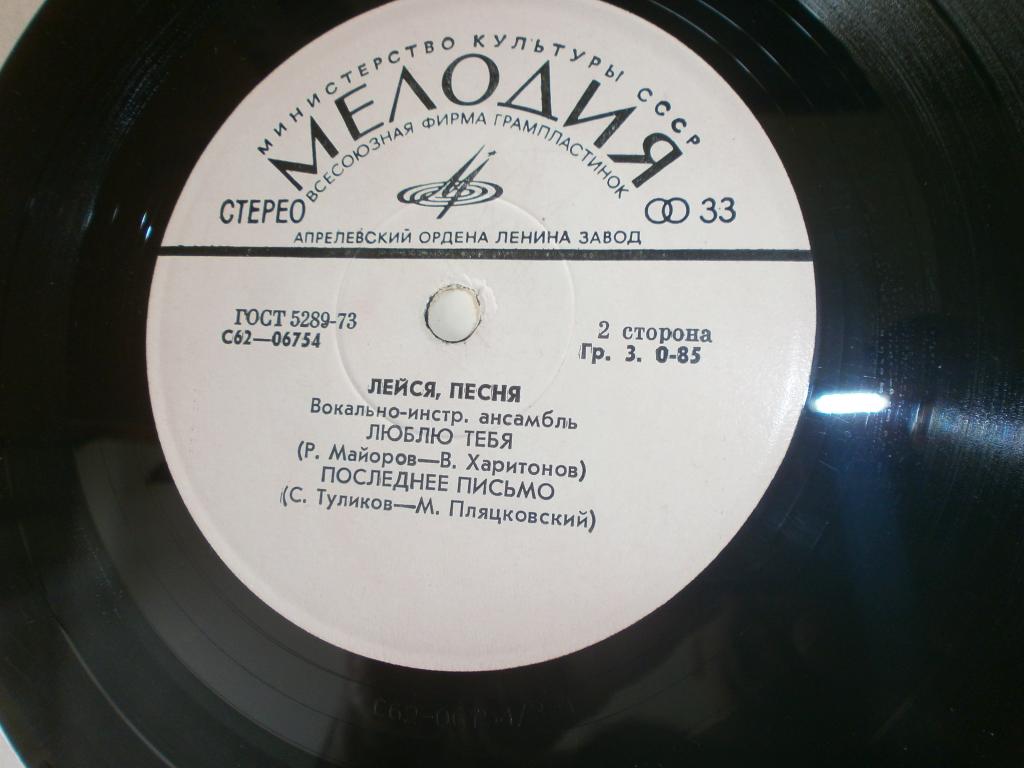 МИНИСТЕРСТВО КУЛЬТУРЫ СССР
МЕЛОДИЯ
ВСЕСОЮЗНАЯ ФИРМА ГРАМПЛАСТИНОК
СТЕРЕО
33
АПРЕЛЕВСКИЙ ОРДЕНА ЛЕНИНА ЗАВОД
ГОСТ 5289-73
С62—06754
2 сторона
Гр. 3. 0-85
ЛЕЙСЯ, ПЕСНЯ
Вокально-инстр. ансамбль
ЛЮБЛЮ ТЕБЯ
(Р. Майоров—В. Харитонов)
ПОСЛЕДНЕЕ ПИСЬМО
(С. Туликов—М. Пляцковский)